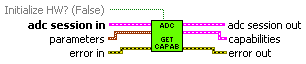 Initialize HW? (False)
adc session in
parameters
error in
ADC
GET
CAPAB
adc session out
capabilities
error out